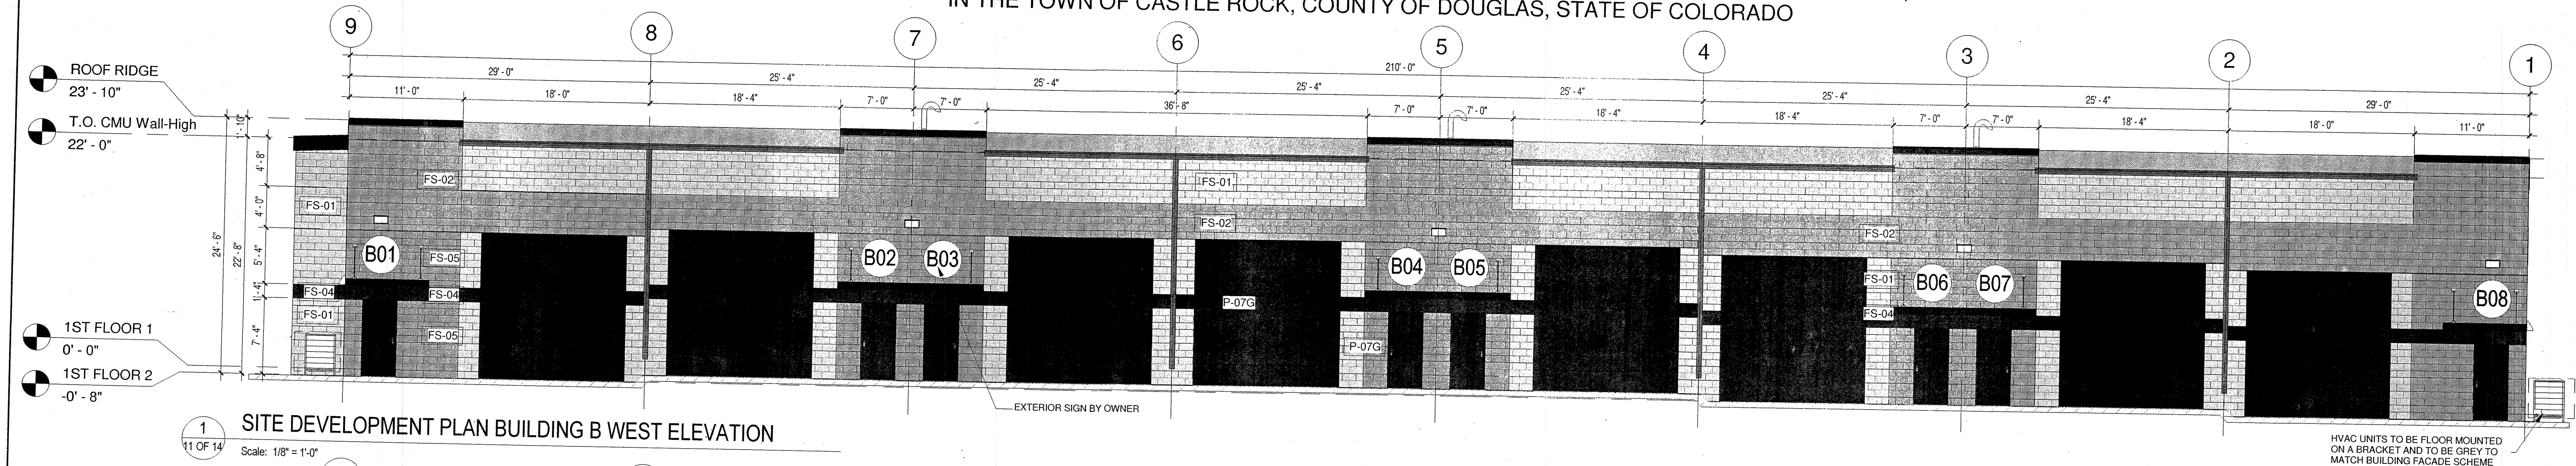 IN THE TOWN OF CASTLE ROCK, COUNTY OF DOUGLAS, STATE OF COLORADO
9 8 7 6 5 4 3 2 1
210' - 0"
29' - 0" 25' - 4" 25' - 4" 25' - 4" 25' - 4" 25' - 4" 25' - 4" 29' - 0"
11' - 0" 18' - 0" 18' - 4" 7' - 0" 7' - 0" 36' - 8" 7' - 0" 7' - 0" 18' - 4" 18' - 4" 7' - 0" 7' - 0" 18' - 4" 18' - 0" 11' - 0"
ROOF RIDGE
23' - 10"
T.O. CMU Wall-High
22' - 0"
1ST FLOOR 1
0' - 0"
1ST FLOOR 2
-0' - 8"
24' - 6"
22' - 8"
1' - 10"
4' - 8"
4' - 0"
5' - 4"
1' - 4"
7' - 4"
FS-02
FS-01
FS-01
FS-02
FS-02
B01 B02 B03 B04 B05 B06 B07 B08
FS-05
FS-04
FS-04
FS-01
FS-05
P-07G
P-07G
FS-01
FS-04
EXTERIOR SIGN BY OWNER
1
11 OF 14
SITE DEVELOPMENT PLAN BUILDING B WEST ELEVATION
Scale: 1/8" = 1'-0"
HVAC UNITS TO BE FLOOR MOUNTED
ON A BRACKET AND TO BE GREY TO
MATCH BUILDING FACADE SCHEME